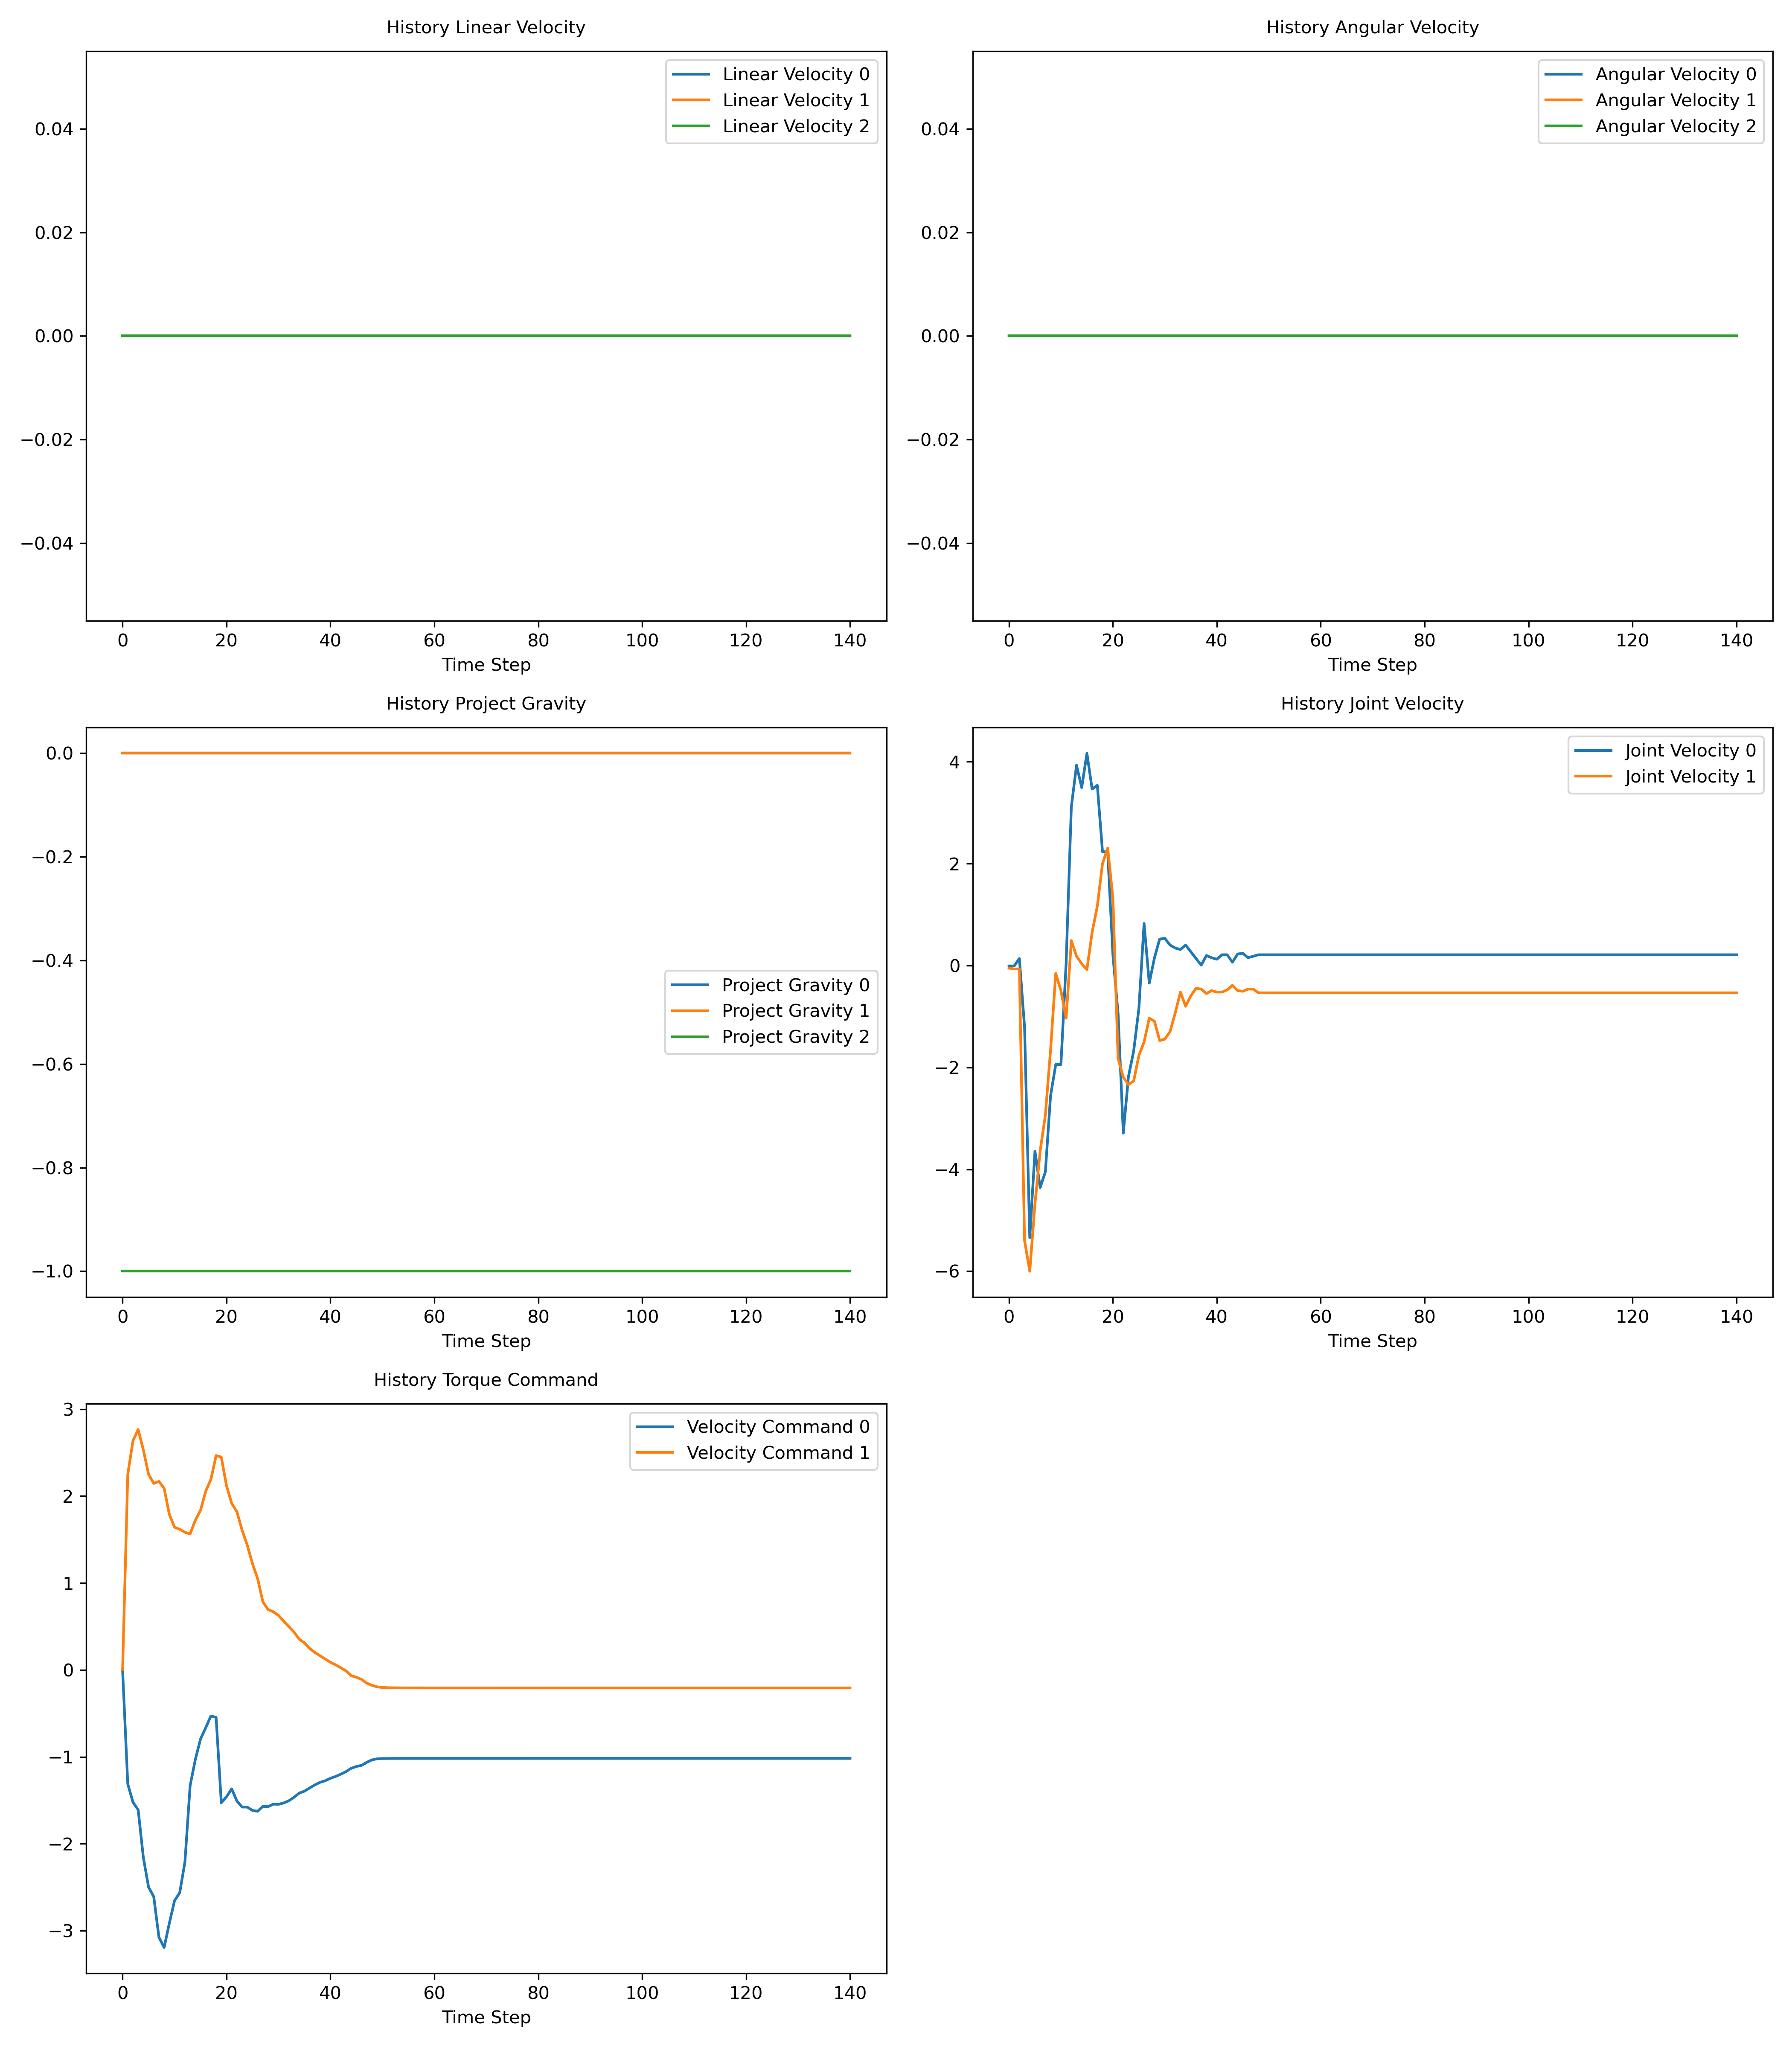 History Linear Velocity
Linear Velocity 0
Linear Velocity 1
Linear Velocity 2
0.04
0.02
0.00
−0.02
−0.04
0 20 40 60 80 100 120 140
Time Step
History Angular Velocity
Angular Velocity 0
Angular Velocity 1
Angular Velocity 2
0.04
0.02
0.00
−0.02
−0.04
0 20 40 60 80 100 120 140
Time Step
History Project Gravity
0.0
−0.2
−0.4
Project Gravity 0
Project Gravity 1
Project Gravity 2
−0.6
−0.8
−1.0
0 20 40 60 80 100 120 140
Time Step
History Joint Velocity
Joint Velocity 0
Joint Velocity 1
4
2
0
−2
−4
−6
0 20 40 60 80 100 120 140
Time Step
History Torque Command
Velocity Command 0
Velocity Command 1
3
2
1
0
−1
−2
−3
0 20 40 60 80 100 120 140
Time Step